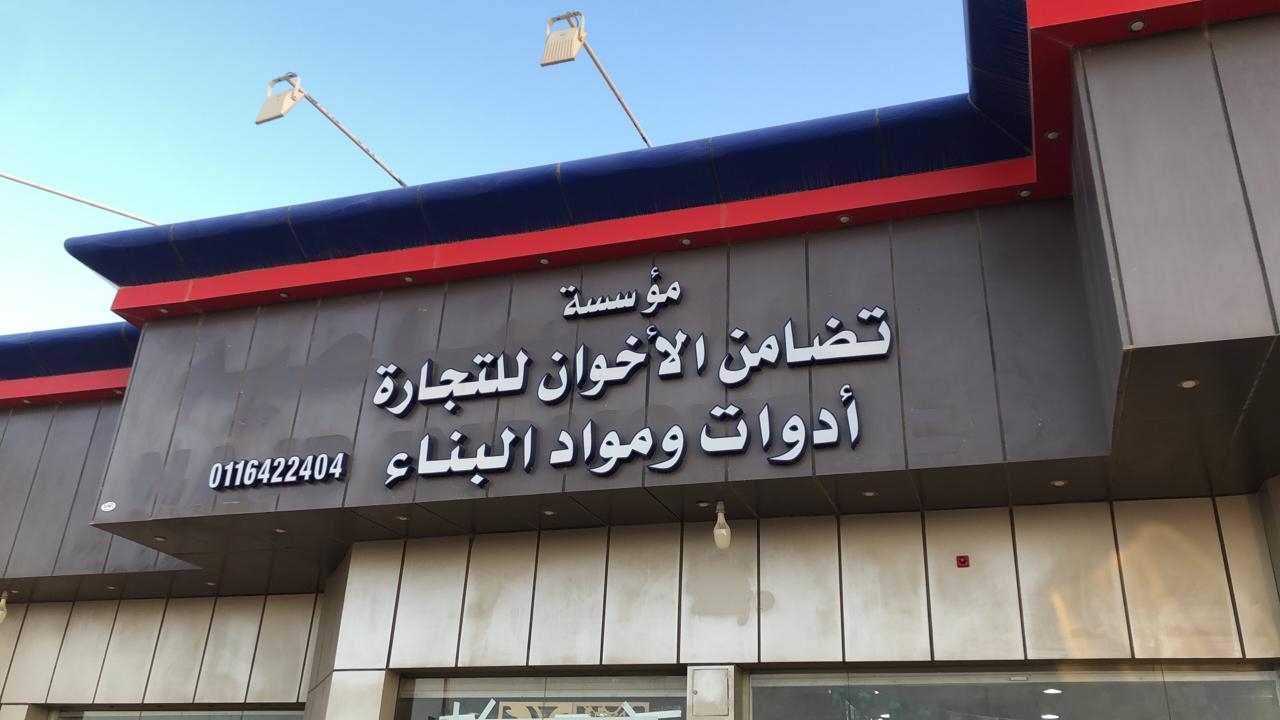 مؤسسة
تضامن الأخوان للتجارة
أدوات ومواد البناء
0116422404